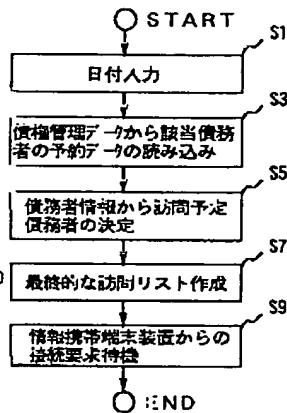 START
S1
日付入力
S3
債権管理データから該当債務
者の予約データの読み込み
S5
債務者情報から訪問予定
債務者の決定
S7
最終的な訪問リスト作成
S9
情報携帯端末装置からの
接続要求待機
END